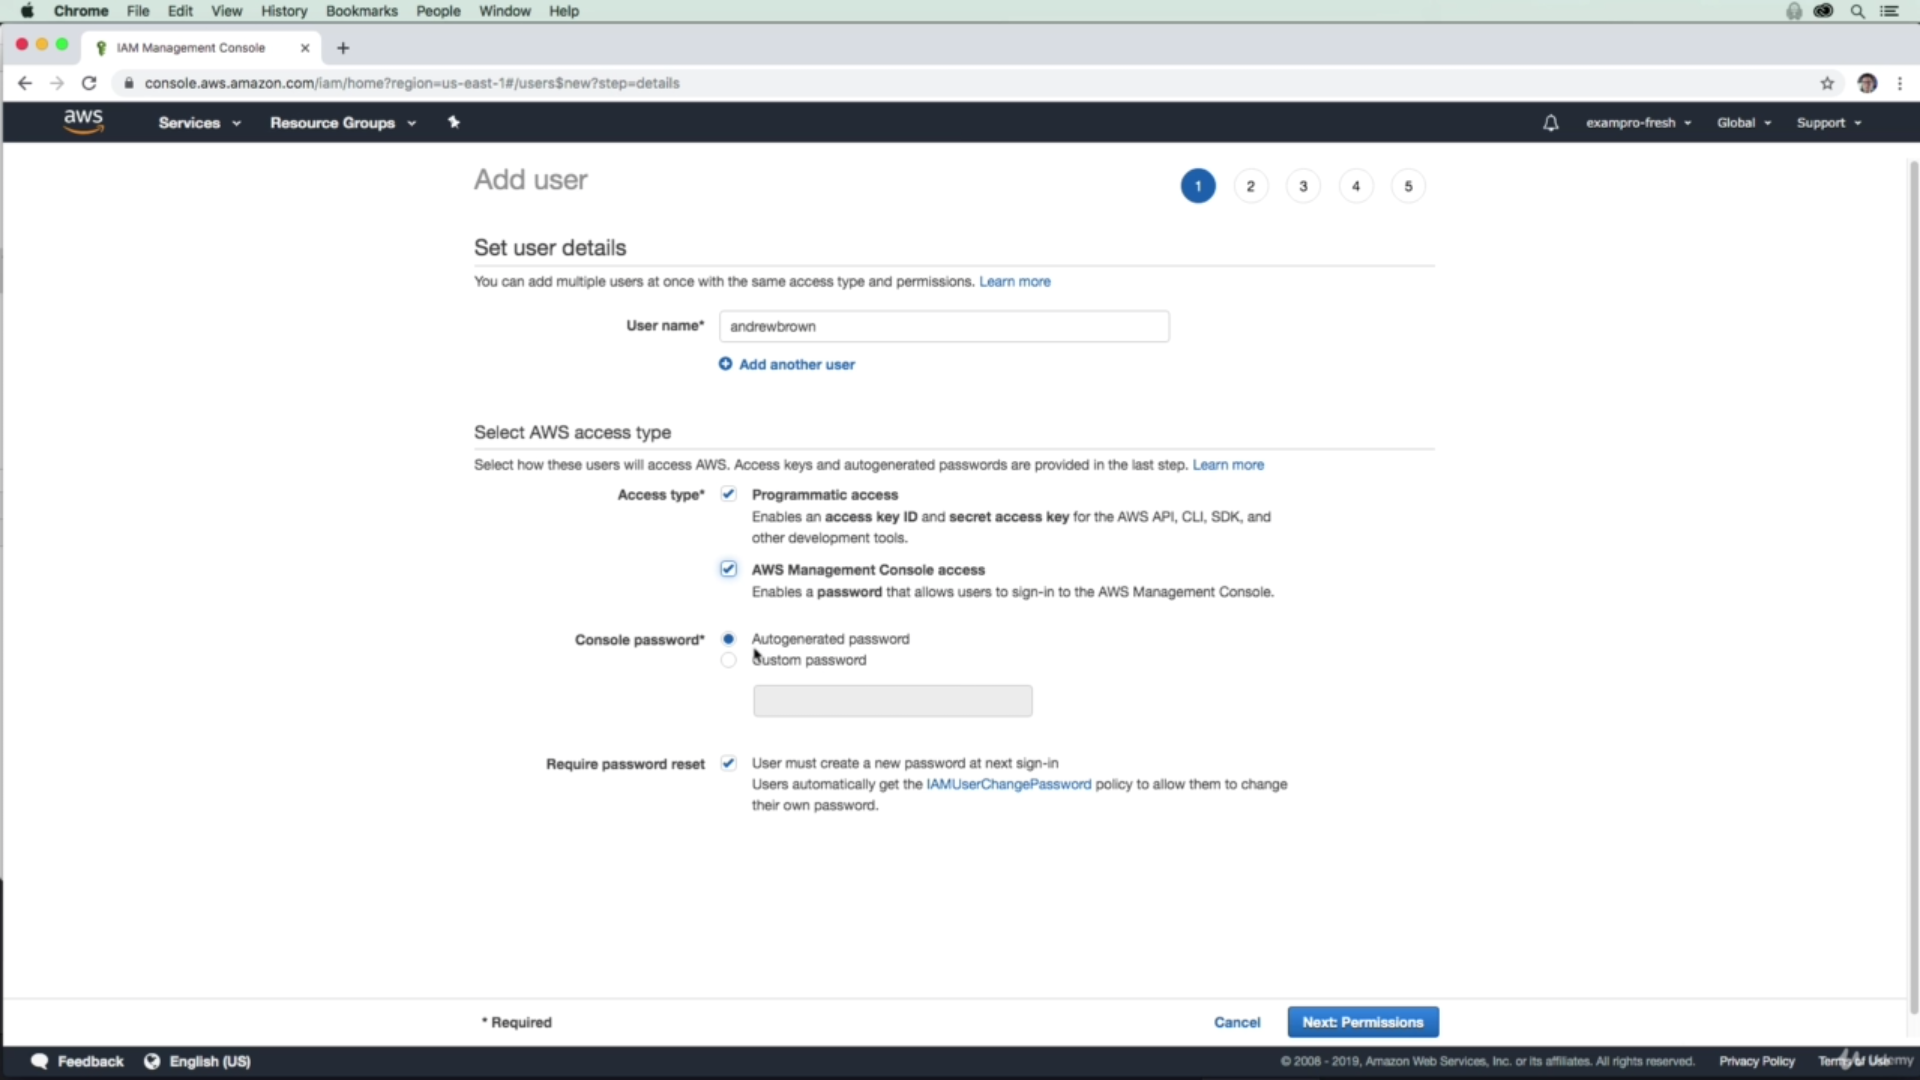 Chrome File Edit View History Bookmarks People Window Help
IAM Management Console
console.aws.amazon.com/iam/home?region=us-east-1#/users$new?step=details
aws Services Resource Groups exampro-fresh Global Support
Add user
1 2 3 4 5
Set user details
You can add multiple users at once with the same access type and permissions. Learn more
User name* andrewbrown
Add another user
Select AWS access type
Select how these users will access AWS. Access keys and autogenerated passwords are provided in the last step. Learn more
Access type* Programmatic access
Enables an access key ID and secret access key for the AWS API, CLI, SDK, and
other development tools.
AWS Management Console access
Enables a password that allows users to sign-in to the AWS Management Console.
Console password* Autogenerated password
Custom password
Require password reset User must create a new password at next sign-in
Users automatically get the IAMUserChangePassword policy to allow them to change
their own password.
* Required Cancel Next: Permissions
Feedback English (US) © 2008 - 2019, Amazon Web Services, Inc. or its affiliates. All rights reserved. Privacy Policy Terms of Use